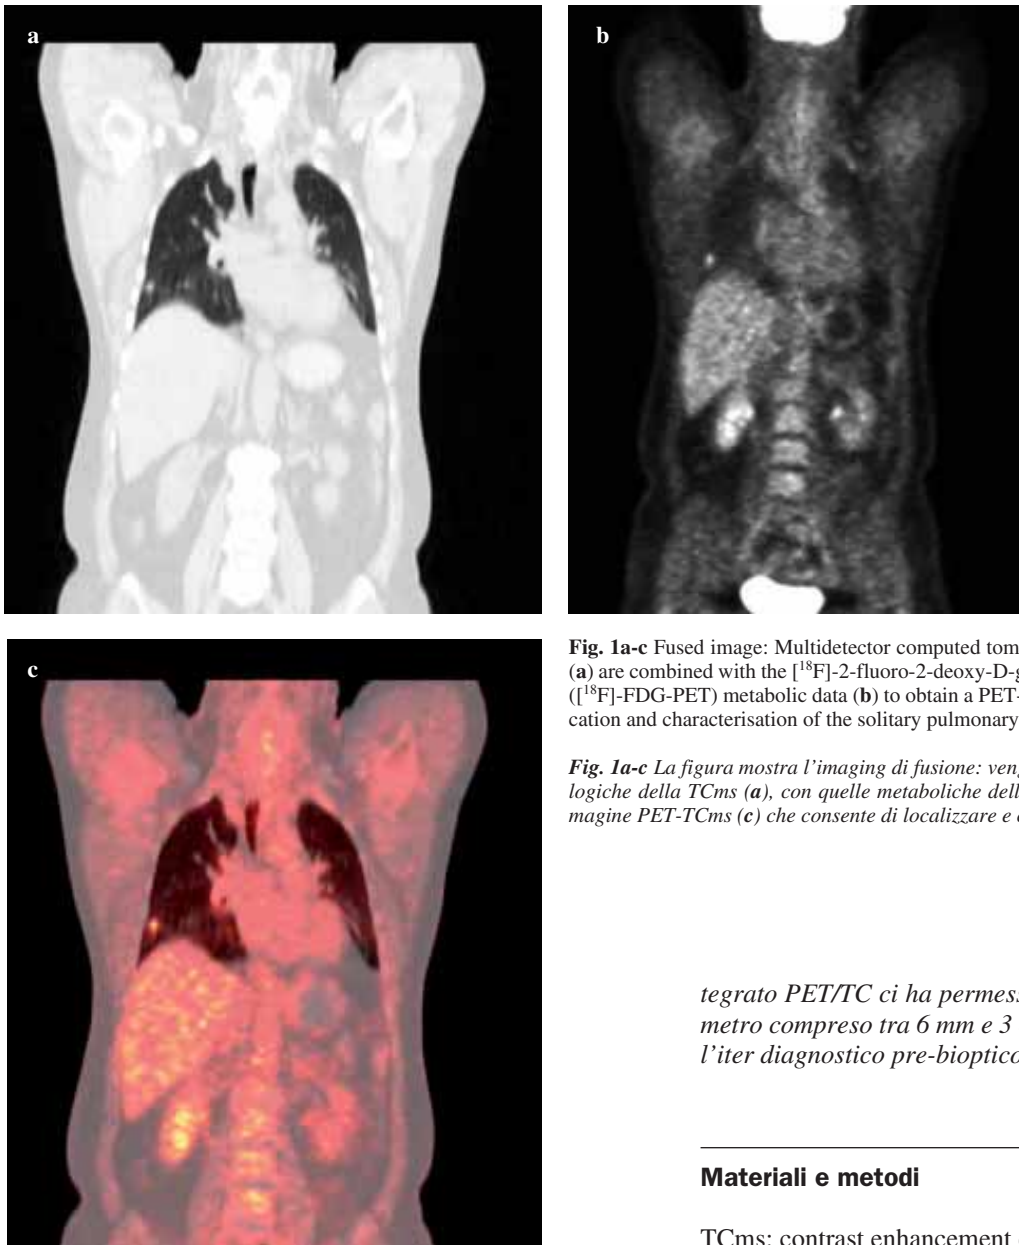 a
b
c
Fig. 1a-c Fused image: Multidetector computed tom
(a) are combined with the [18F]-2-fluoro-2-deoxy-D-g
([18F]-FDG-PET) metabolic data (b) to obtain a PET-
cation and characterisation of the solitary pulmonary
Fig. 1a-c La figura mostra l’imaging di fusione: veng
logiche della TCms (a), con quelle metaboliche dell
magine PET-TCms (c) che consente di localizzare e c
tegrato PET/TC ci ha permess
metro compreso tra 6 mm e 3
l’iter diagnostico pre-bioptico
Materiali e metodi
TCms: contrast enhancement